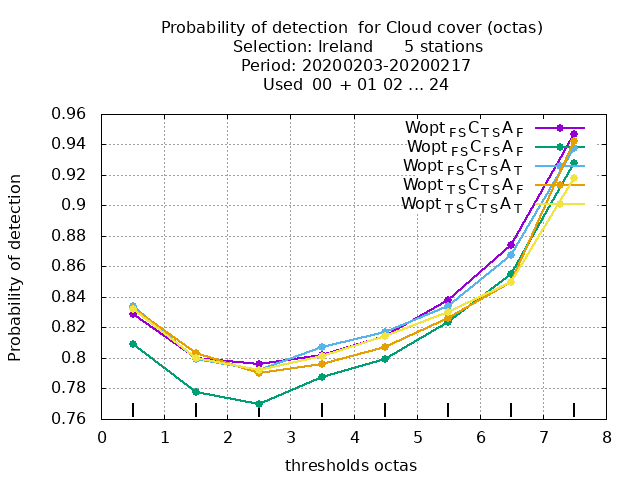 Probability of detection  for Cloud cover (octas)
Selection: Ireland      5 stations
Period: 20200203-20200217
Used  00 + 01 02 ... 24
0.96
0.94
0.92
0.9
0.88
0.86
0.84
0.82
0.8
0.78
0.76
Probability of detection
Wopt FS C TS A F
Wopt FS C FS A F
Wopt FS C TS A T
Wopt TS C TS A F
Wopt TS C TS A T
0 1 2 3 4 5 6 7 8
thresholds octas